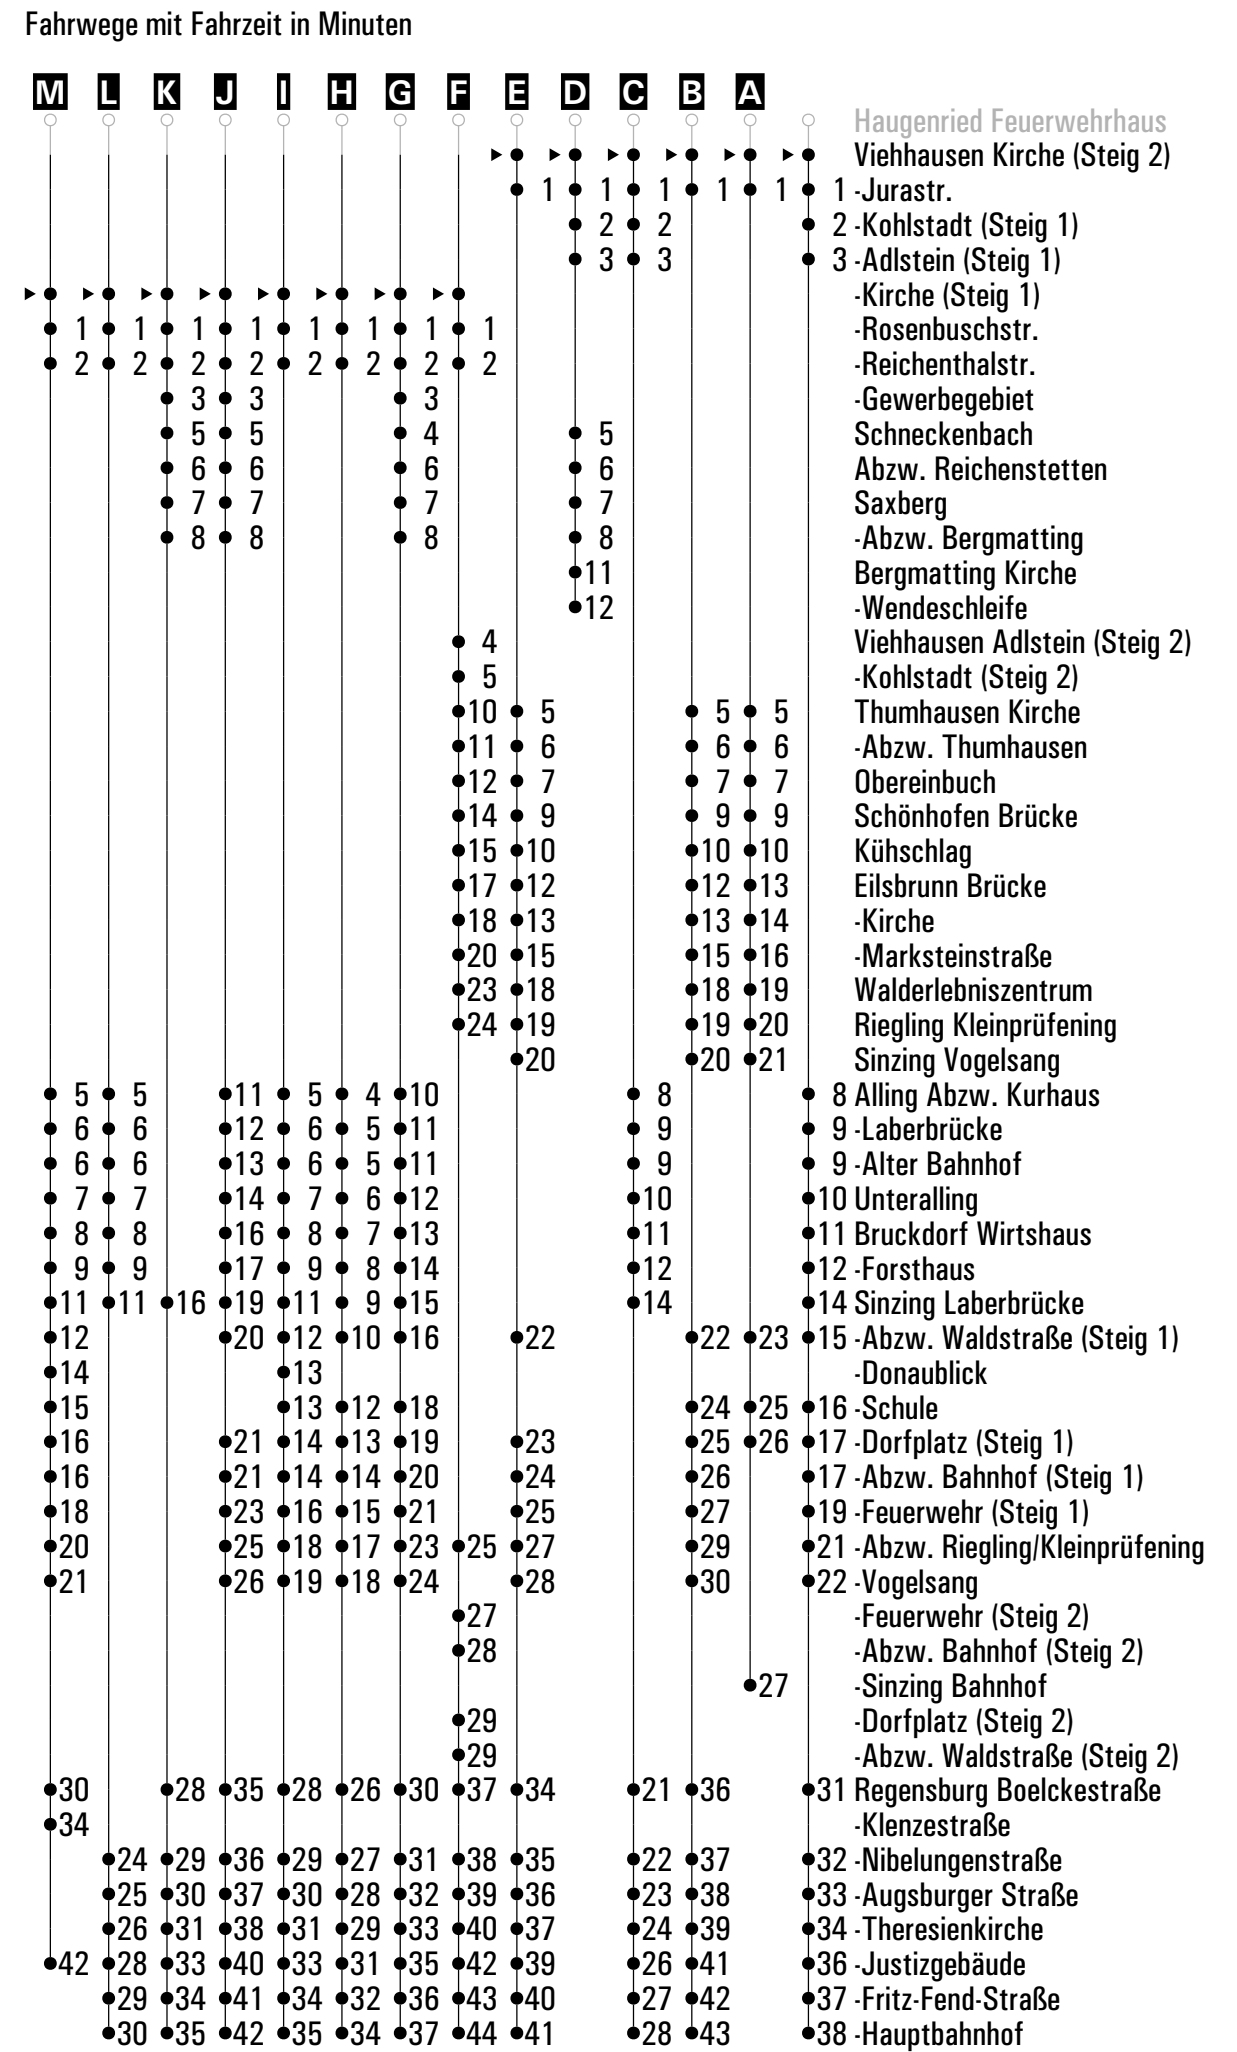 Fahrwege mit Fahrzeit in Minuten
M L K J I H G F E D C B A
Haugenried Feuerwehrhaus
Viehhausen Kirche (Steig 2)
1 1 1 1 1 1 -Jurastr.
2 2 2 -Kohlstadt (Steig 1)
3 3 3 -Adlstein (Steig 1)
-Kirche (Steig 1)
1 1 1 1 1 1 1 1 -Rosenbuschstr.
2 2 2 2 2 2 2 2 -Reichenthalstr.
3 3 3 -Gewerbegebiet
5 5 4 5 Schneckenbach
6 6 6 6 Abzw. Reichenstetten
7 7 7 7 Saxberg
8 8 8 8 -Abzw. Bergmatting
11 Bergmatting Kirche
12 -Wendeschleife
4 Viehhausen Adlstein (Steig 2)
5 -Kohlstadt (Steig 2)
10 5 5 5 Thumhausen Kirche
11 6 6 6 -Abzw. Thumhausen
12 7 7 7 Obereinbuch
14 9 9 9 Schönhofen Brücke
15 10 10 10 Kühschlag
17 12 12 13 Eilsbrunn Brücke
18 13 13 14 -Kirche
20 15 15 16 -Marksteinstraße
23 18 18 19 Walderlebniszentrum
24 19 19 20 Riegling Kleinprüfening
20 20 21 Sinzing Vogelsang
5 5 11 5 4 10 8 8 Alling Abzw. Kurhaus
6 6 12 6 5 11 9 9 -Laberbrücke
6 6 13 6 5 11 9 9 -Alter Bahnhof
7 7 14 7 6 12 10 10 Unteralling
8 8 16 8 7 13 11 11 Bruckdorf Wirtshaus
9 9 17 9 8 14 12 12 -Forsthaus
11 11 16 19 11 9 15 14 14 Sinzing Laberbrücke
12 20 12 10 16 22 22 23 15 -Abzw. Waldstraße (Steig 1)
14 13 -Donaublick
15 13 12 18 24 25 16 -Schule
16 21 14 13 19 23 25 26 17 -Dorfplatz (Steig 1)
16 21 14 14 20 24 26 17 -Abzw. Bahnhof (Steig 1)
18 23 16 15 21 25 27 19 -Feuerwehr (Steig 1)
20 25 18 17 23 25 27 29 21 -Abzw. Riegling/Kleinprüfening
21 26 19 18 24 28 30 22 -Vogelsang
27 -Feuerwehr (Steig 2)
28 -Abzw. Bahnhof (Steig 2)
27 -Sinzing Bahnhof
29 -Dorfplatz (Steig 2)
29 -Abzw. Waldstraße (Steig 2)
30 28 35 28 26 30 37 34 21 36 31 Regensburg Boelckestraße
34 -Klenzestraße
24 29 36 29 27 31 38 35 22 37 32 -Nibelungenstraße
25 30 37 30 28 32 39 36 23 38 33 -Augsburger Straße
26 31 38 31 29 33 40 37 24 39 34 -Theresienkirche
42 28 33 40 33 31 35 42 39 26 41 36 -Justizgebäude
29 34 41 34 32 36 43 40 27 42 37 -Fritz-Fend-Straße
30 35 42 35 34 37 44 41 28 43 38 -Hauptbahnhof